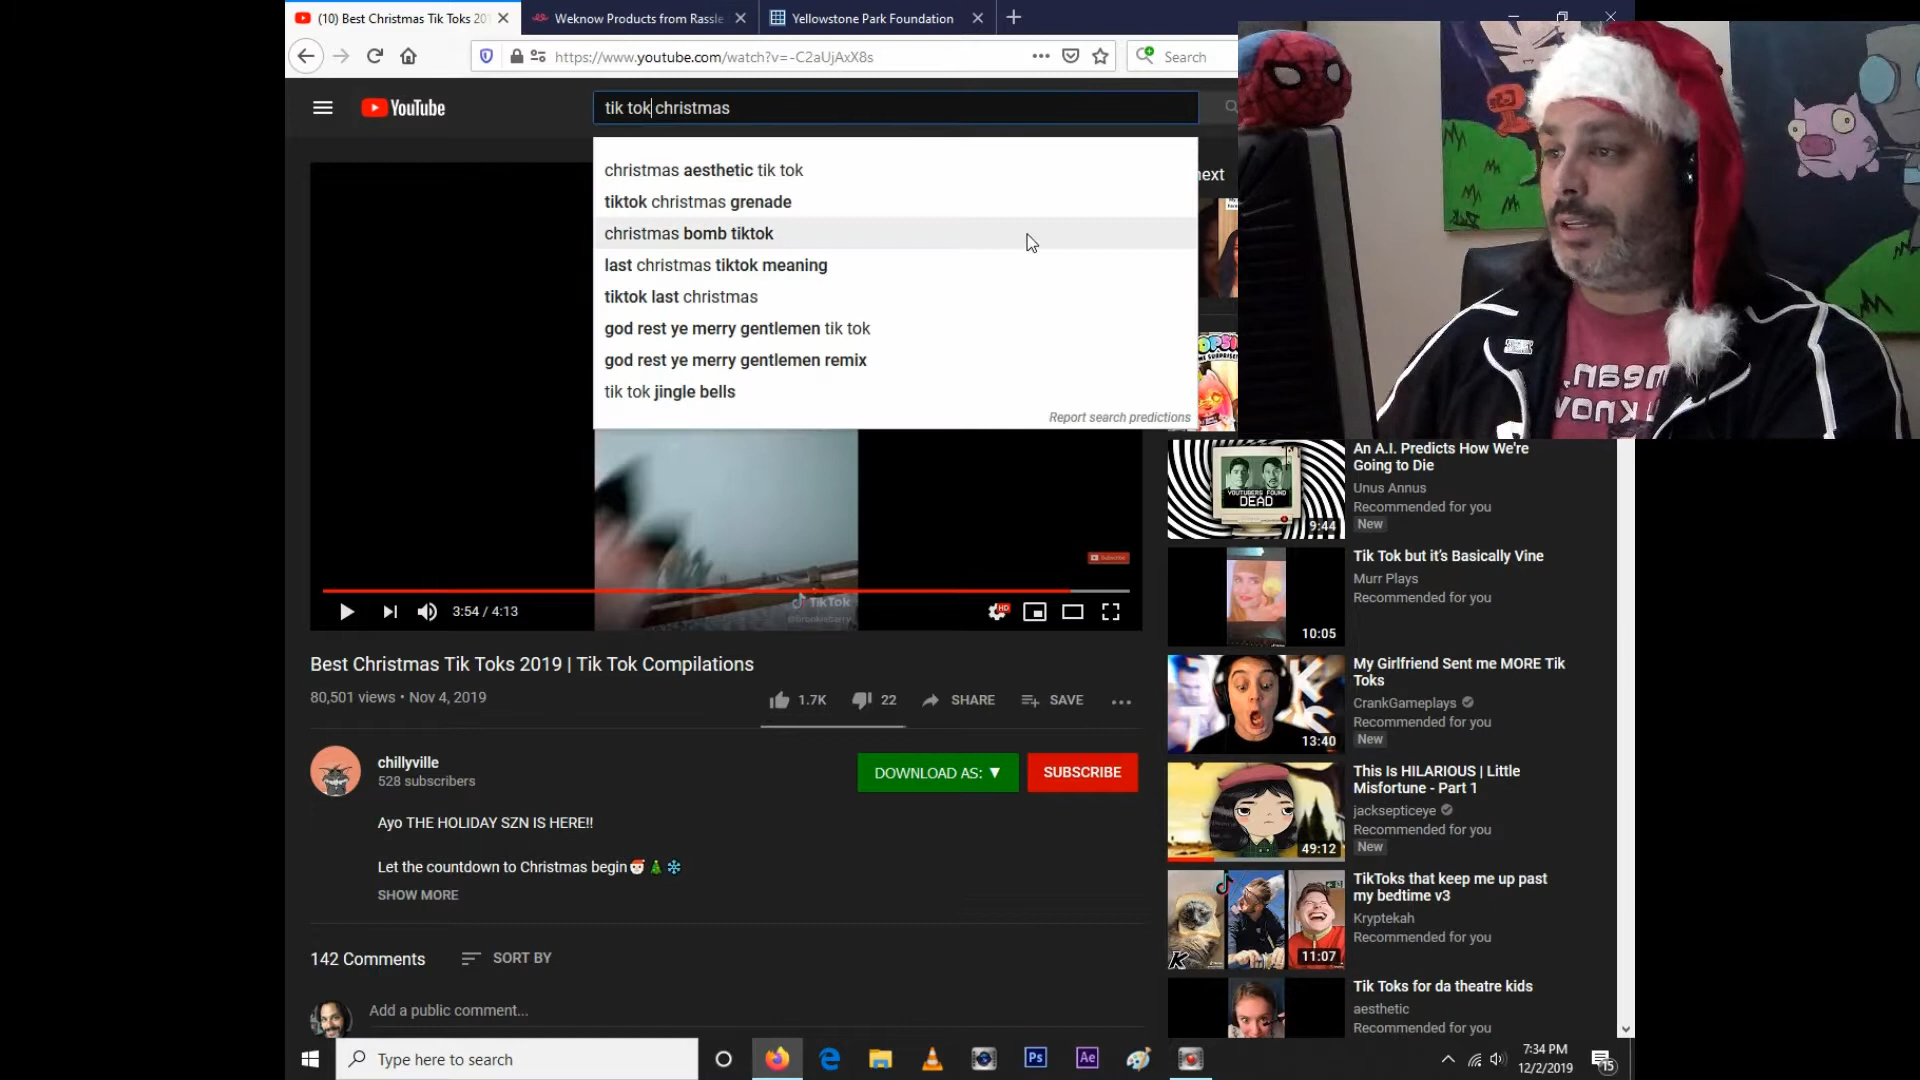 (10) Best Christmas Tik Toks 20
Weknow Products from Rassle
Yellowstone Park Foundation
https://www.youtube.com/watch?v=-C2aUjAxX8s
Search
YouTube
tik tok christmas
christmas aesthetic tik tok
tiktok christmas grenade
christmas bomb tiktok
last christmas tiktok meaning
tiktok last christmas
god rest ye merry gentlemen tik tok
god rest ye merry gentlemen remix
tik tok jingle bells
Report search predictions
next
mean,
know
TikTok
Subscribe
3:54 / 4:13
HD
Best Christmas Tik Toks 2019 | Tik Tok Compilations
80,501 views • Nov 4, 2019
1.7K
22
SHARE
SAVE
chillyville
528 subscribers
DOWNLOAD AS: ▼
SUBSCRIBE
Ayo THE HOLIDAY SZN IS HERE!!
Let the countdown to Christmas begin🎅🎄❄
SHOW MORE
142 Comments
SORT BY
Add a public comment...
YOUTUBERS FOUND
DEAD
9:44
An A.I. Predicts How We're
Going to Die
Unus Annus
Recommended for you
New
10:05
Tik Tok but it's Basically Vine
Murr Plays
Recommended for you
13:40
My Girlfriend Sent me MORE Tik
Toks
CrankGameplays
Recommended for you
New
49:12
This Is HILARIOUS | Little
Misfortune - Part 1
jacksepticeye
Recommended for you
New
K
11:07
TikToks that keep me up past
my bedtime v3
Kryptekah
Recommended for you
Tik Toks for da theatre kids
aesthetic
Recommended for you
Type here to search
Ps
Ae
7:34 PM
12/2/2019
15